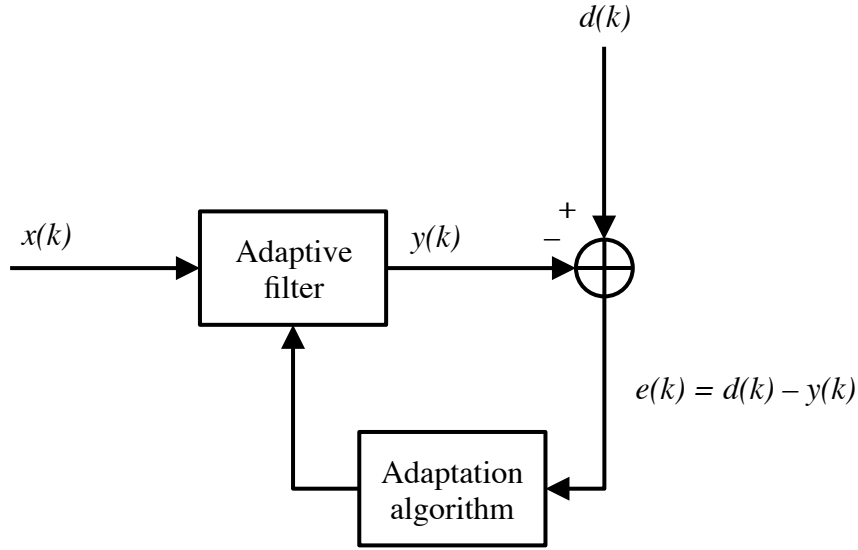 d(k)
+
x(k)
y(k)
–
Adaptive
filter
e(k) = d(k) – y(k)
Adaptation
algorithm